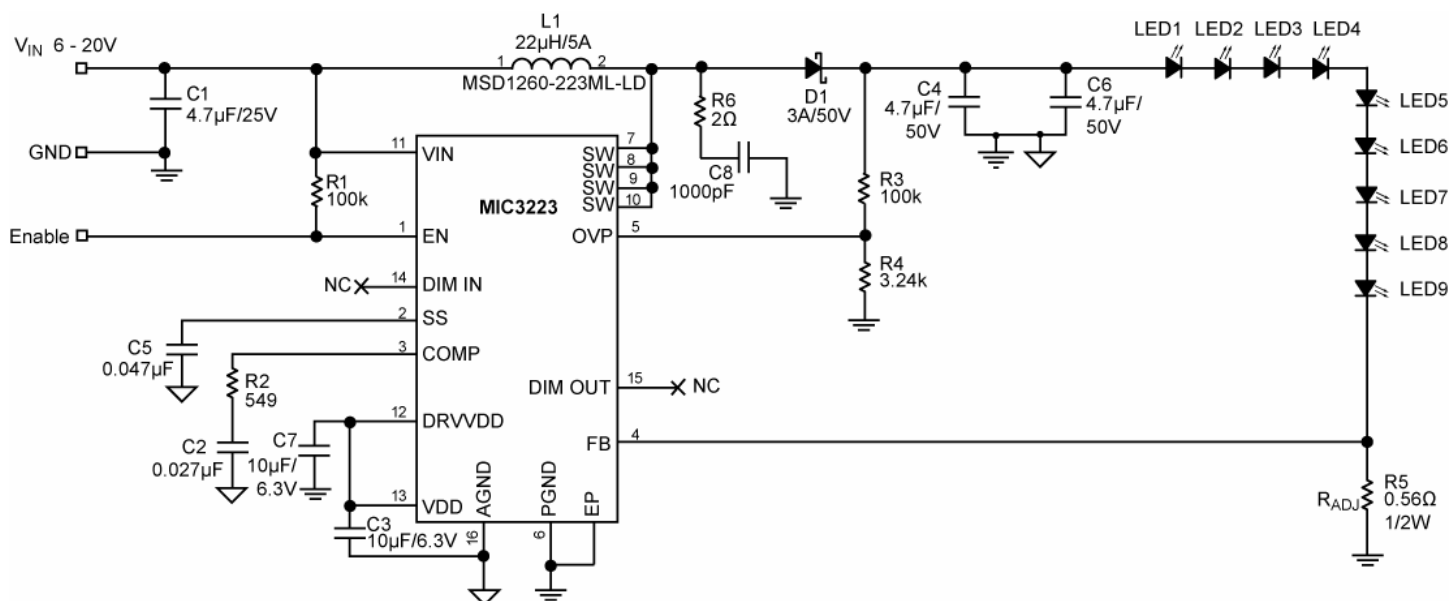 V_IN 6 - 20V
GND
Enable
C1
4.7µF/25V
L1
22µH/5A
1
2
MSD1260-223ML-LD
R1
100k
R6
2Ω
C8
1000pF
D1
3A/50V
C4
4.7µF/
50V
C6
4.7µF/
50V
LED1
LED2
LED3
LED4
LED5
LED6
LED7
LED8
LED9
R3
100k
R4
3.24k
MIC3223
11 VIN
1 EN
14 DIM IN
NC
2 SS
3 COMP
12 DRVVDD
13 VDD
AGND
16
PGND
6
EP
SW 7
SW 8
SW 9
SW 10
OVP 5
DIM OUT 15
NC
FB 4
C5
0.047µF
R2
549
C2
0.027µF
C7
10µF/
6.3V
C3
10µF/6.3V
R_ADJ
R5
0.56Ω
1/2W